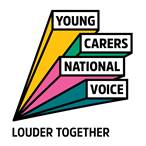 YOUNG
CARERS
NATIONAL
VOICE
LOUDER TOGETHER